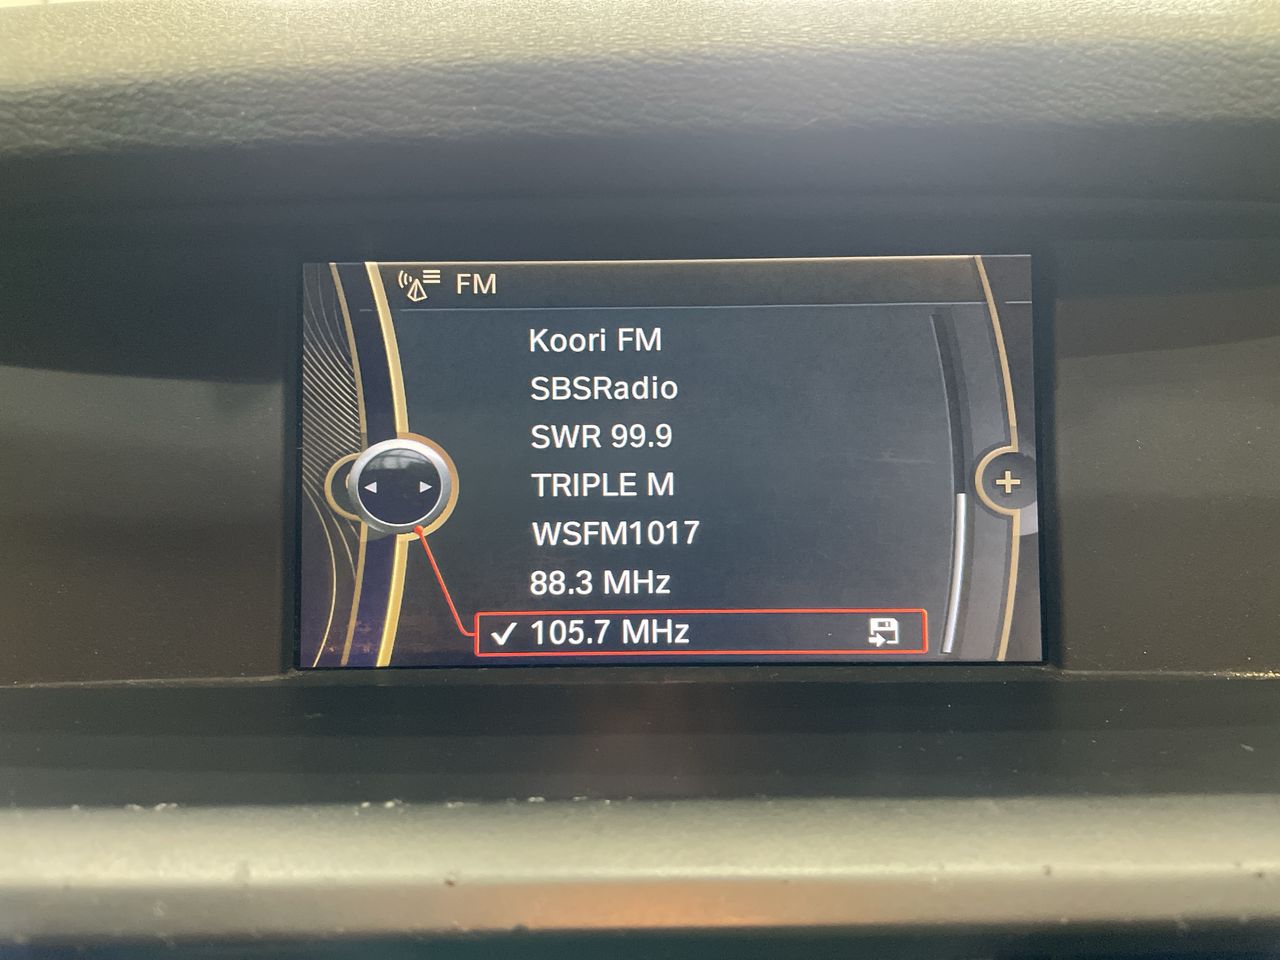 FM
Koori FM
SBSRadio
SWR 99.9
TRIPLE M
WSFM1017
88.3 MHz
105.7 MHz